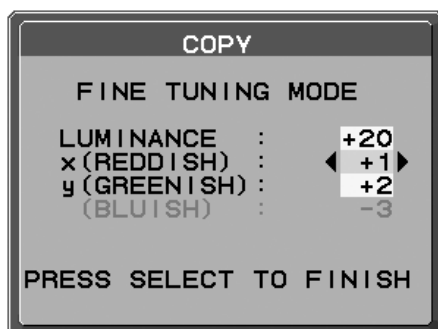 COPY
FINE TUNING MODE
LUMINANCE : +20
x(REDDISH) : +1
y(GREENISH) : +2
(BLUISH) : -3
PRESS SELECT TO FINISH